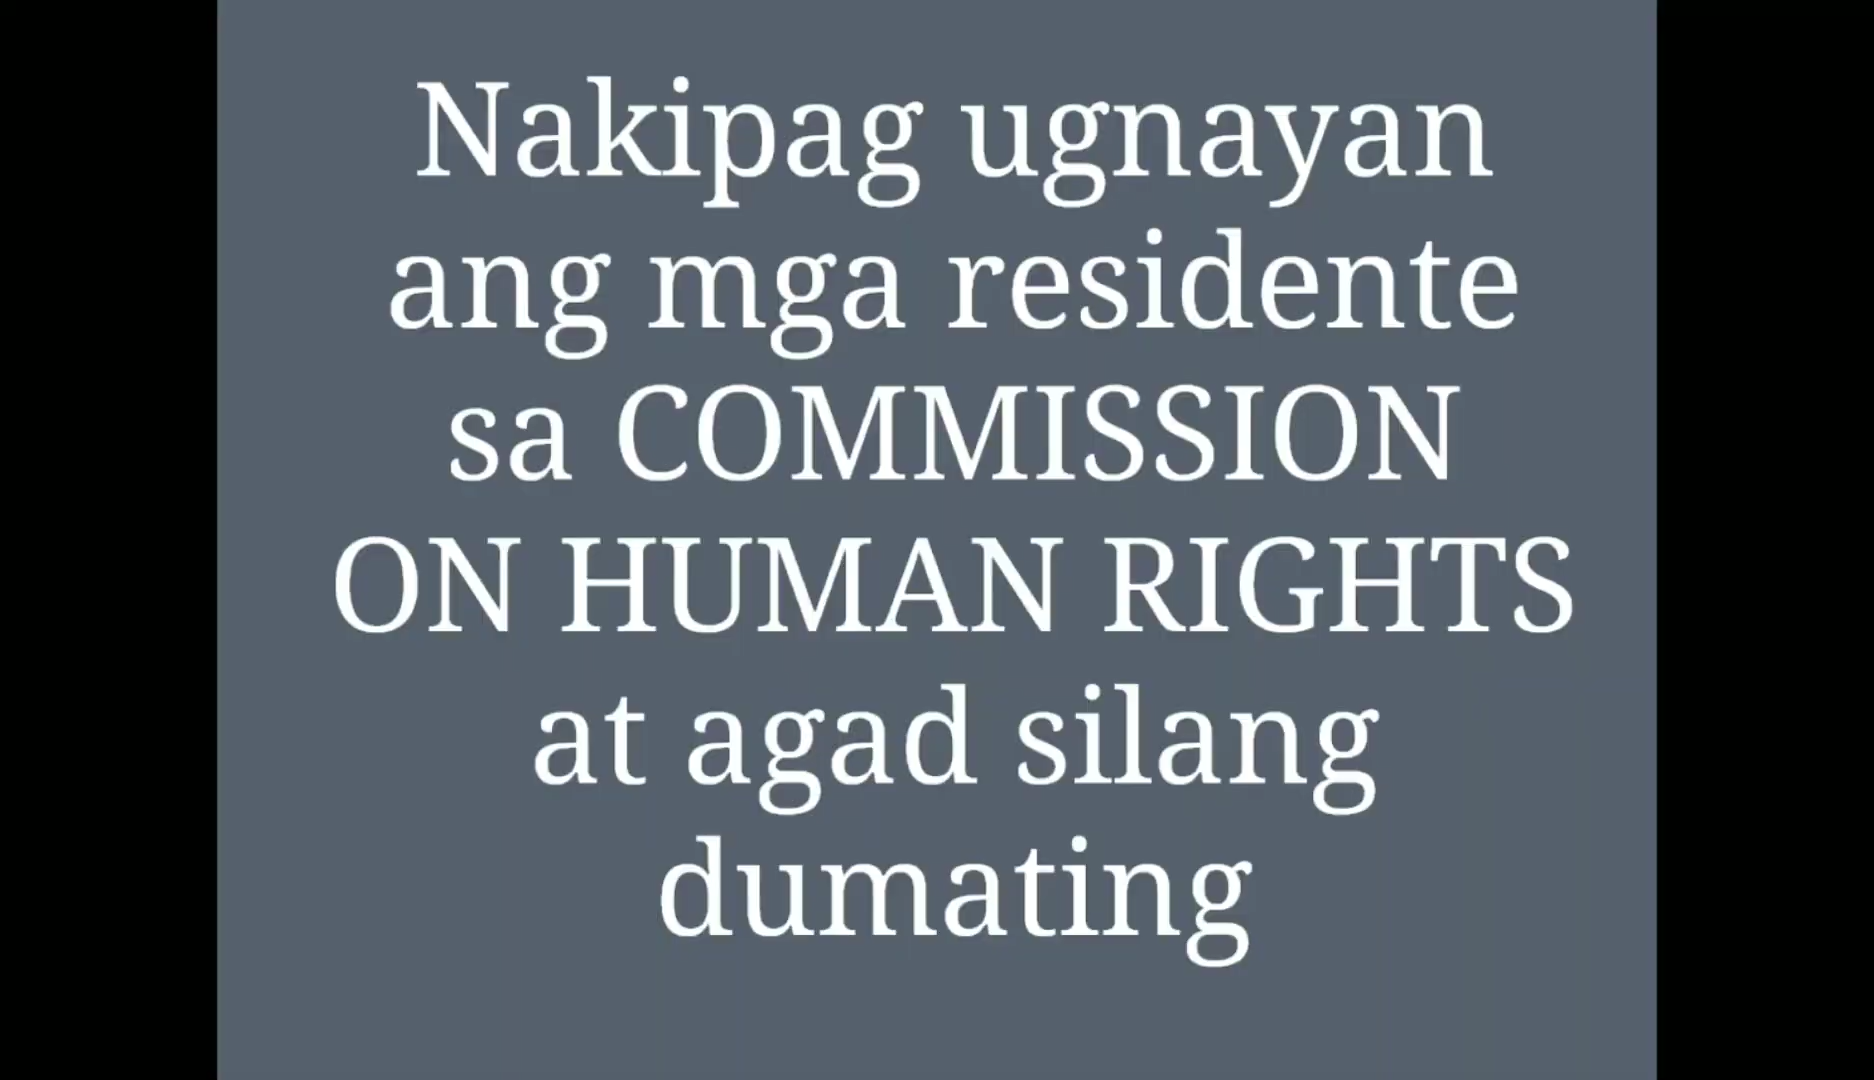 Nakipag ugnayan
ang mga residente
sa COMMISSION
ON HUMAN RIGHTS
at agad silang
dumating